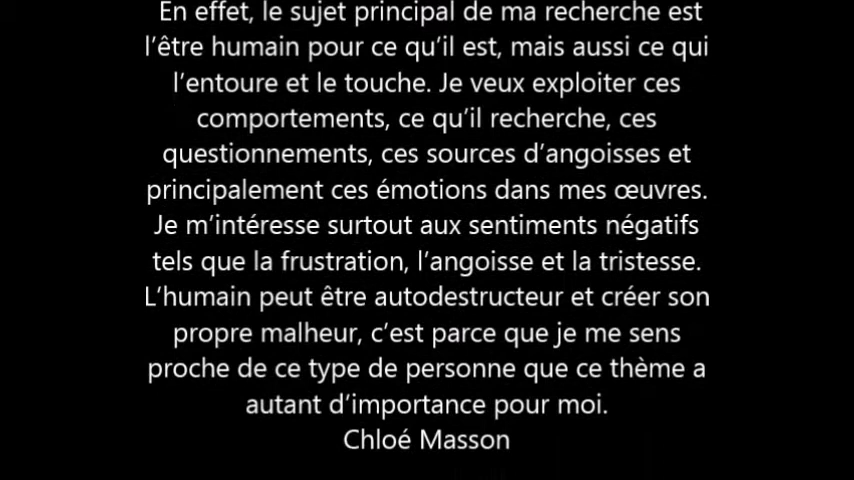 En effet, le sujet principal de ma recherche est
l’être humain pour ce qu’il est, mais aussi ce qui
l’entoure et le touche. Je veux exploiter ces
comportements, ce qu’il recherche, ces
questionnements, ces sources d’angoisses et
principalement ces émotions dans mes œuvres.
Je m’intéresse surtout aux sentiments négatifs
tels que la frustration, l’angoisse et la tristesse.
L’humain peut être autodestructeur et créer son
propre malheur, c’est parce que je me sens
proche de ce type de personne que ce thème a
autant d’importance pour moi.
Chloé Masson